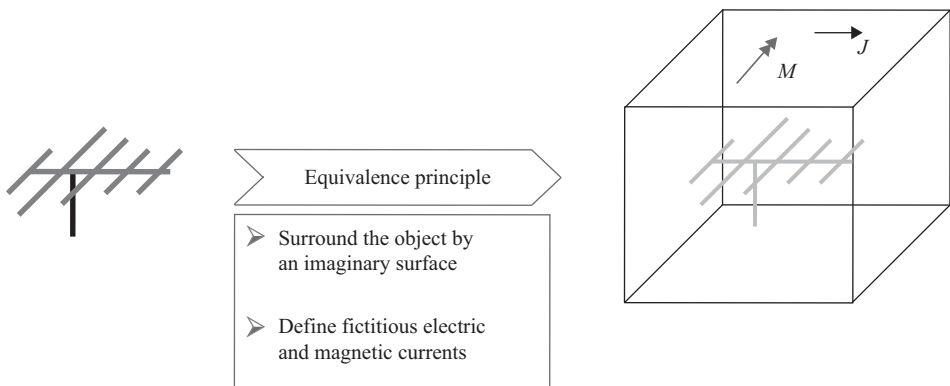 J
M
Equivalence principle
Surround the object by
an imaginary surface
Define fictitious electric
and magnetic currents